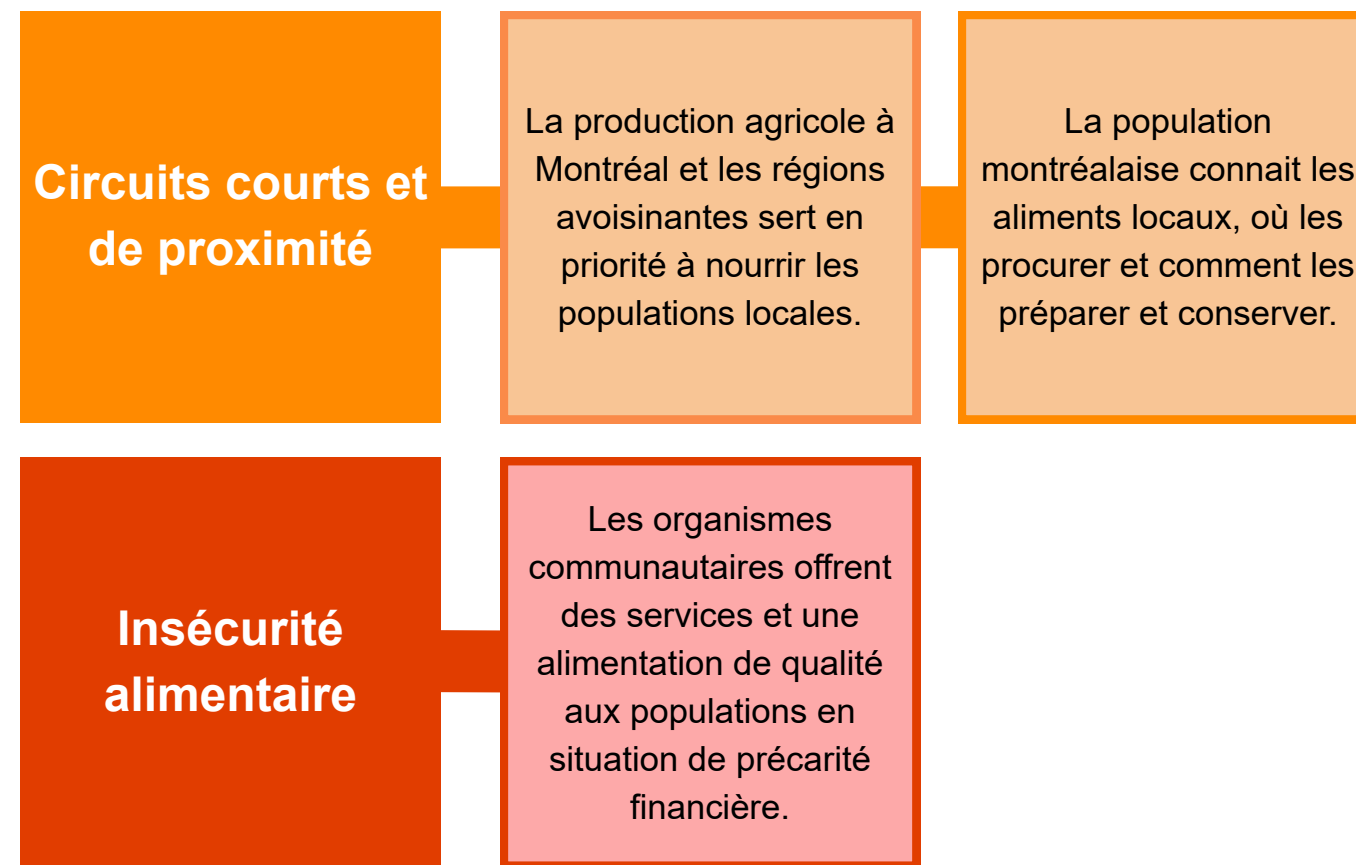 Circuits courts et
de proximité
La production agricole à
Montréal et les régions
avoisinantes sert en
priorité à nourrir les
populations locales.
La population
montréalaise connait les
aliments locaux, où les
procurer et comment les
préparer et conserver.
Insécurité
alimentaire
Les organismes
communautaires offrent
des services et une
alimentation de qualité
aux populations en
situation de précarité
financière.